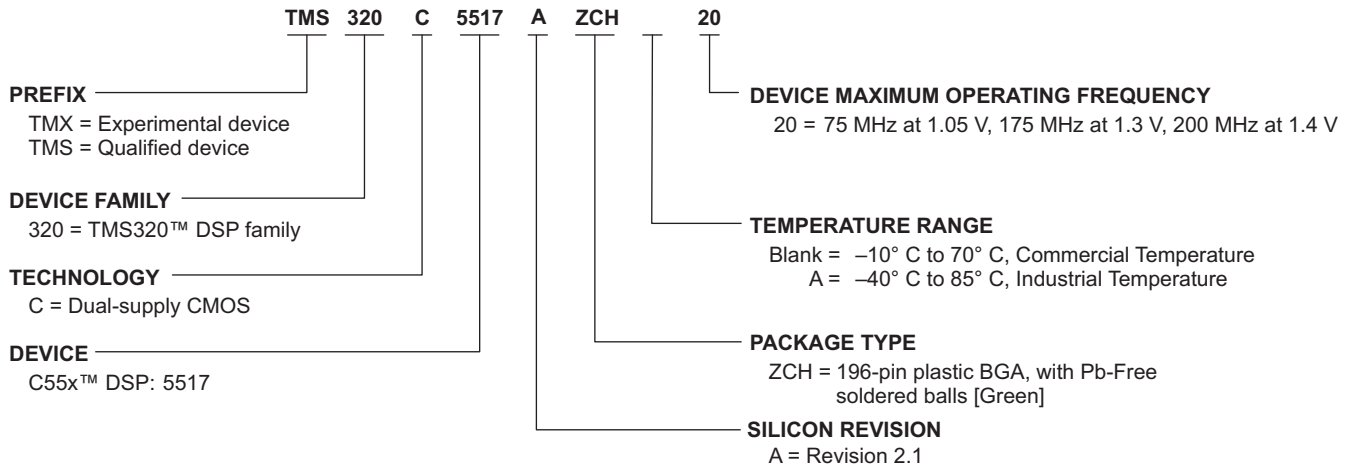 TMS 320 C 5517 A ZCH 20
PREFIX
TMX = Experimental device
TMS = Qualified device
DEVICE FAMILY
320 = TMS320™ DSP family
TECHNOLOGY
C = Dual-supply CMOS
DEVICE
C55x™ DSP: 5517
DEVICE MAXIMUM OPERATING FREQUENCY
20 = 75 MHz at 1.05 V, 175 MHz at 1.3 V, 200 MHz at 1.4 V
TEMPERATURE RANGE
Blank = –10° C to 70° C, Commercial Temperature
A = –40° C to 85° C, Industrial Temperature
PACKAGE TYPE
ZCH = 196-pin plastic BGA, with Pb-Free
soldered balls [Green]
SILICON REVISION
A = Revision 2.1